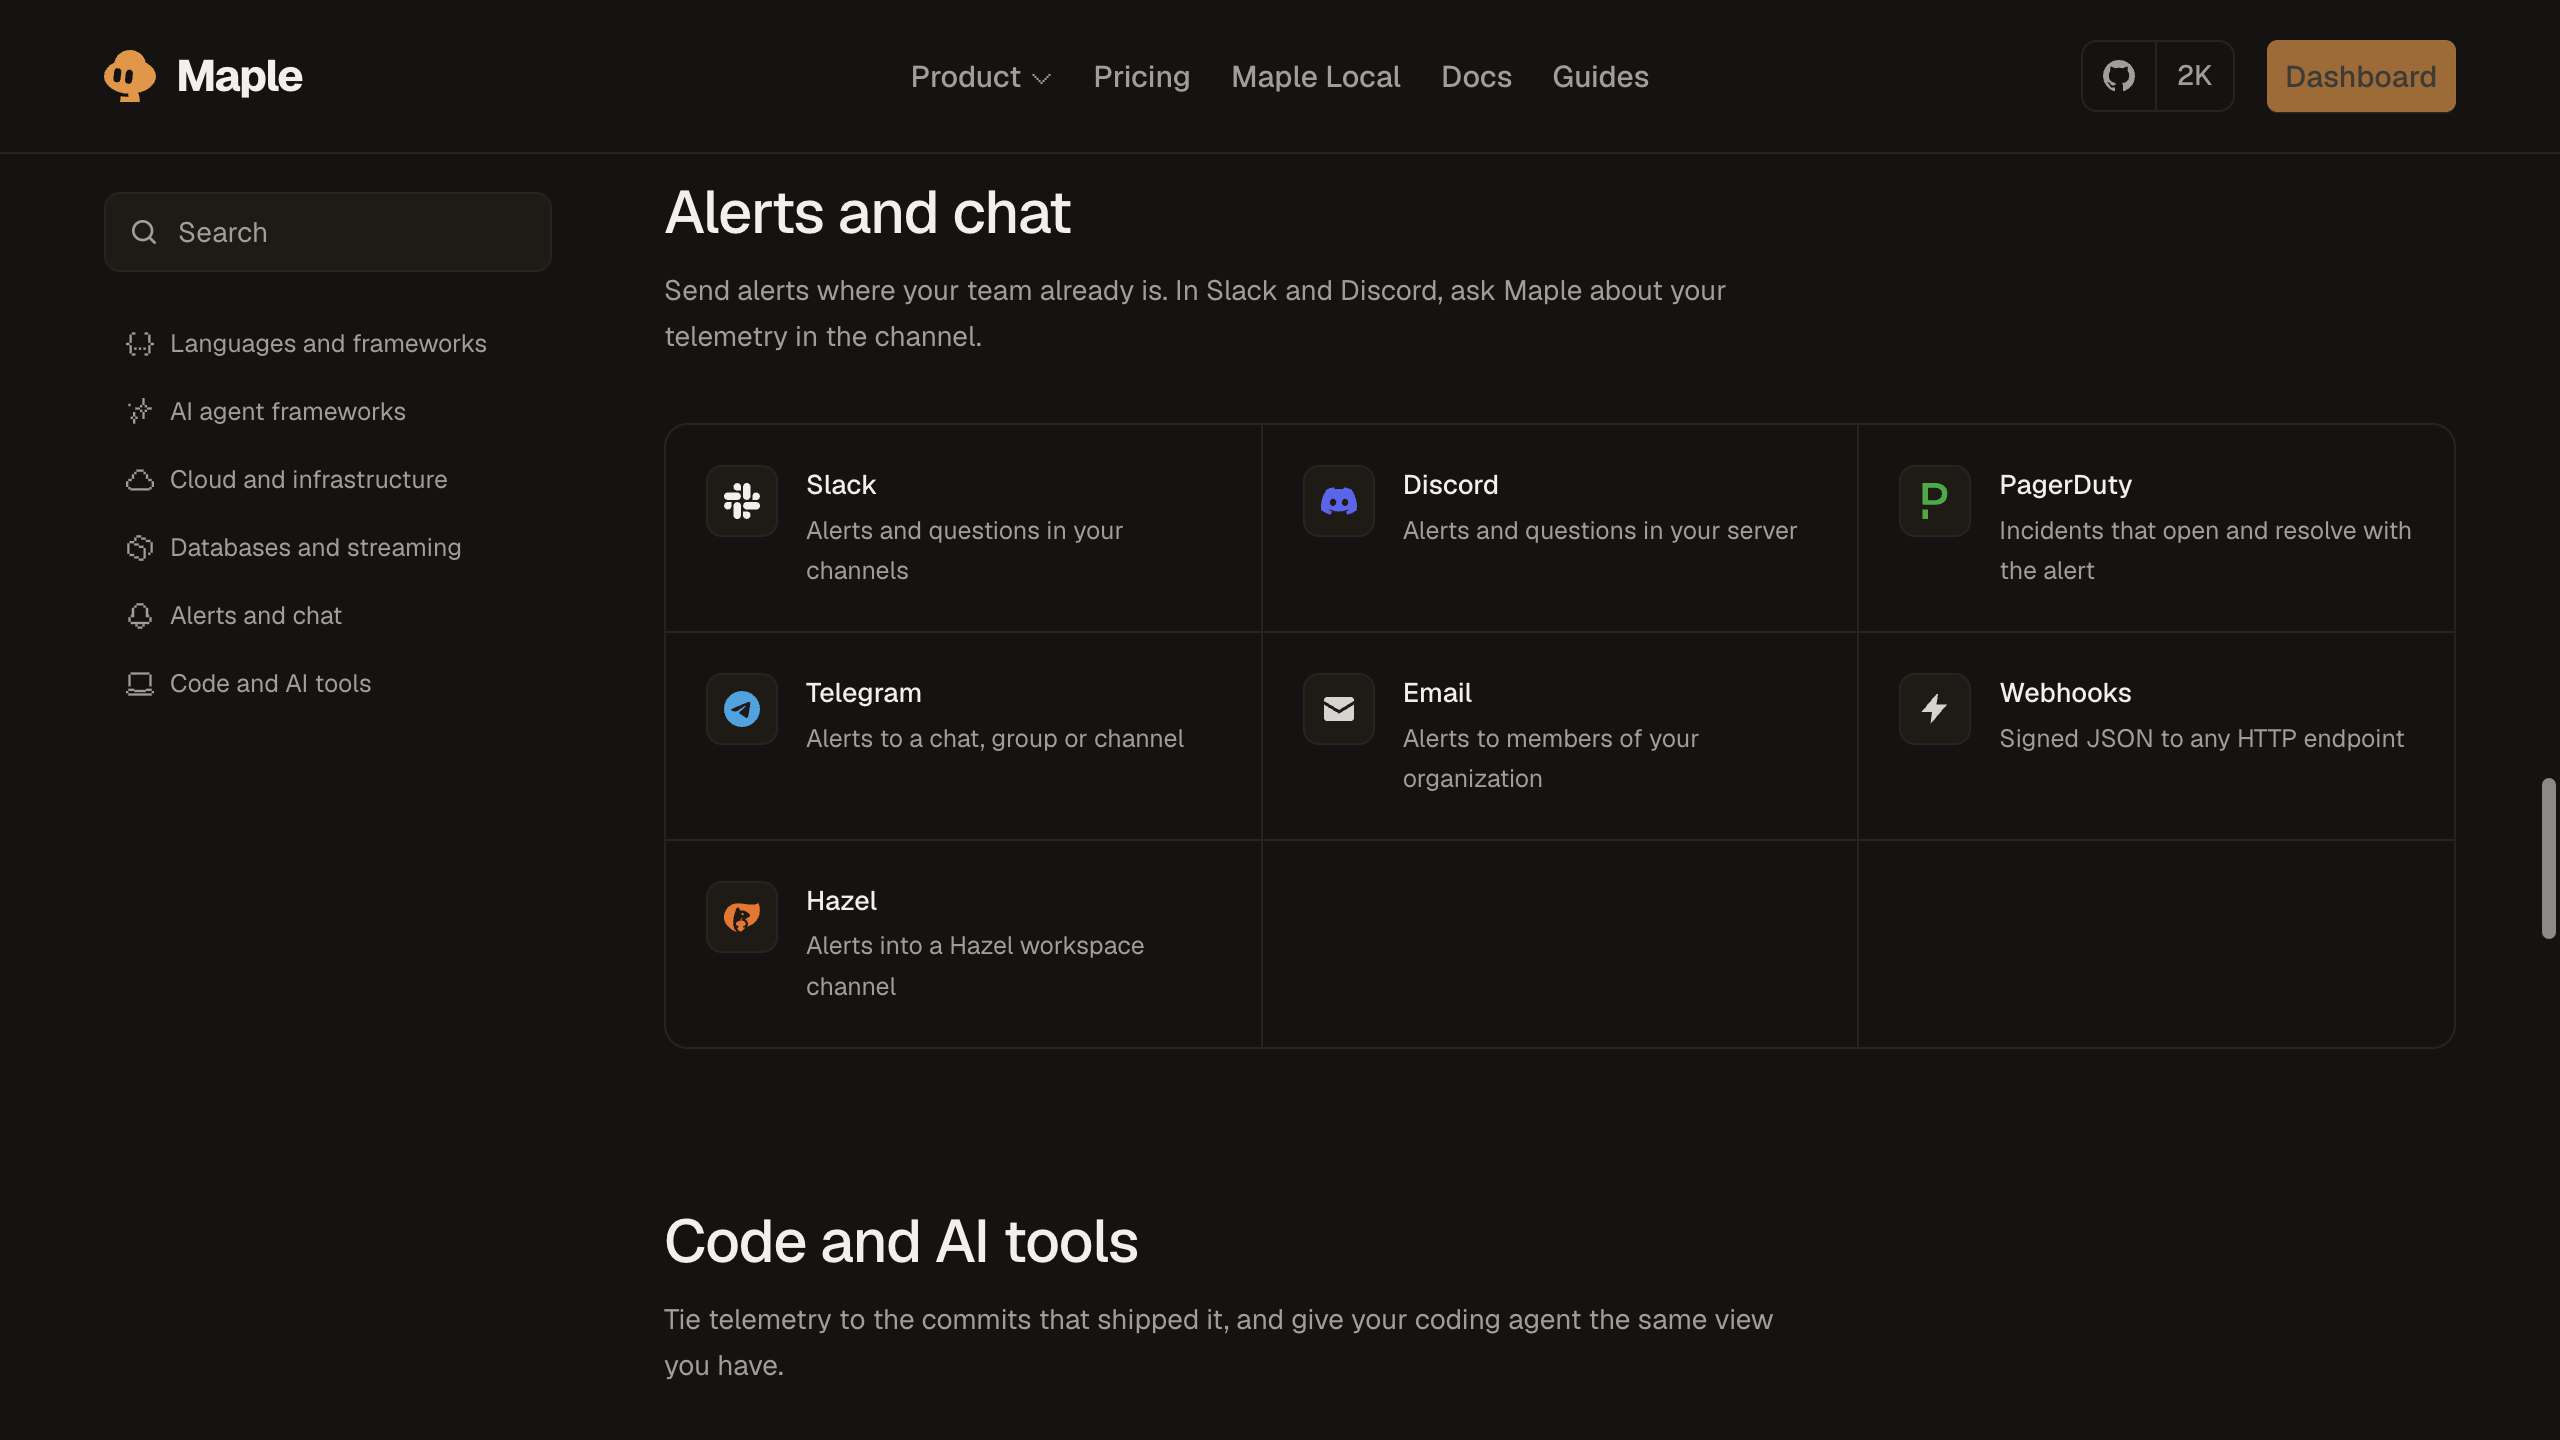 Maple
Product
Pricing
Maple Local
Docs
Guides
2K
Dashboard
Search
Languages and frameworks
AI agent frameworks
Cloud and infrastructure
Databases and streaming
Alerts and chat
Code and AI tools
Alerts and chat
Send alerts where your team already is. In Slack and Discord, ask Maple about your
telemetry in the channel.
Slack
Alerts and questions in your
channels
Discord
Alerts and questions in your server
PagerDuty
Incidents that open and resolve with
the alert
Telegram
Alerts to a chat, group or channel
Email
Alerts to members of your
organization
Webhooks
Signed JSON to any HTTP endpoint
Hazel
Alerts into a Hazel workspace
channel
Code and AI tools
Tie telemetry to the commits that shipped it, and give your coding agent the same view
you have.